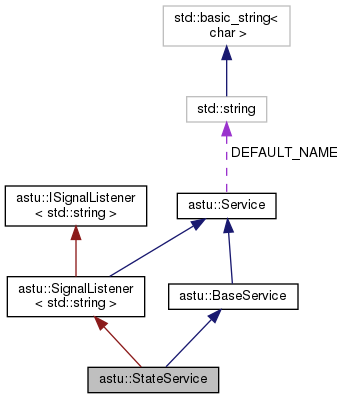 std::basic_string<
char >
std::string
DEFAULT_NAME
astu::ISignalListener
< std::string >
astu::Service
astu::SignalListener
< std::string >
astu::BaseService
astu::StateService